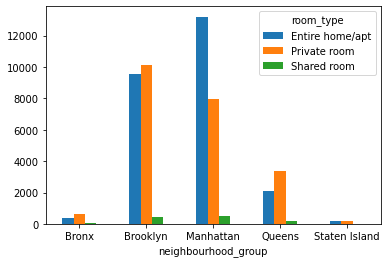 room_type
Entire home/apt
Private room
Shared room
12000
10000
8000
6000
4000
2000
0
Bronx Brooklyn Manhattan Queens Staten Island
neighbourhood_group